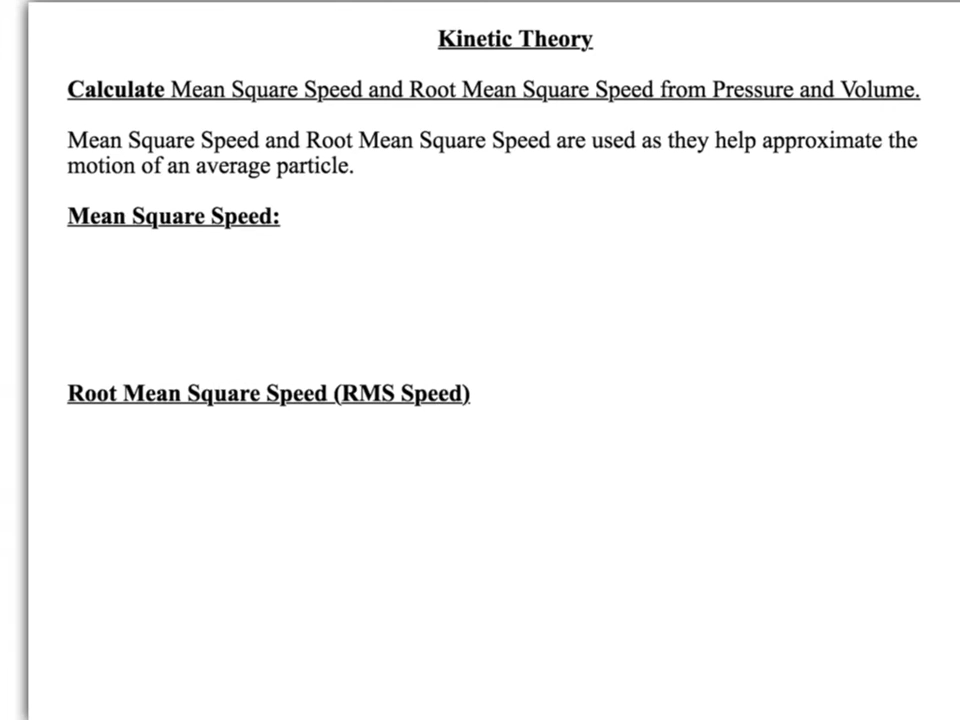 Kinetic Theory
Calculate Mean Square Speed and Root Mean Square Speed from Pressure and Volume.
Mean Square Speed and Root Mean Square Speed are used as they help approximate the
motion of an average particle.
Mean Square Speed:
Root Mean Square Speed (RMS Speed)